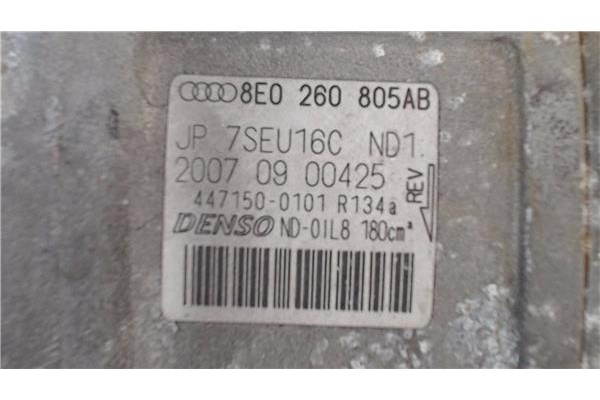 8E0 260 805AB
JP 7SEU16C ND1.
2007 09 00425
REV
447150-0101 R134a
DENSO ND-OIL8 180cm³